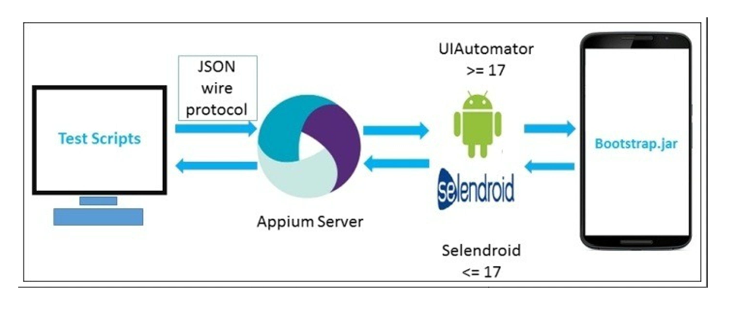 Test Scripts
JSON
wire
protocol
Appium Server
UIAutomator
>= 17
selendroid
Selendroid
<= 17
Bootstrap.jar